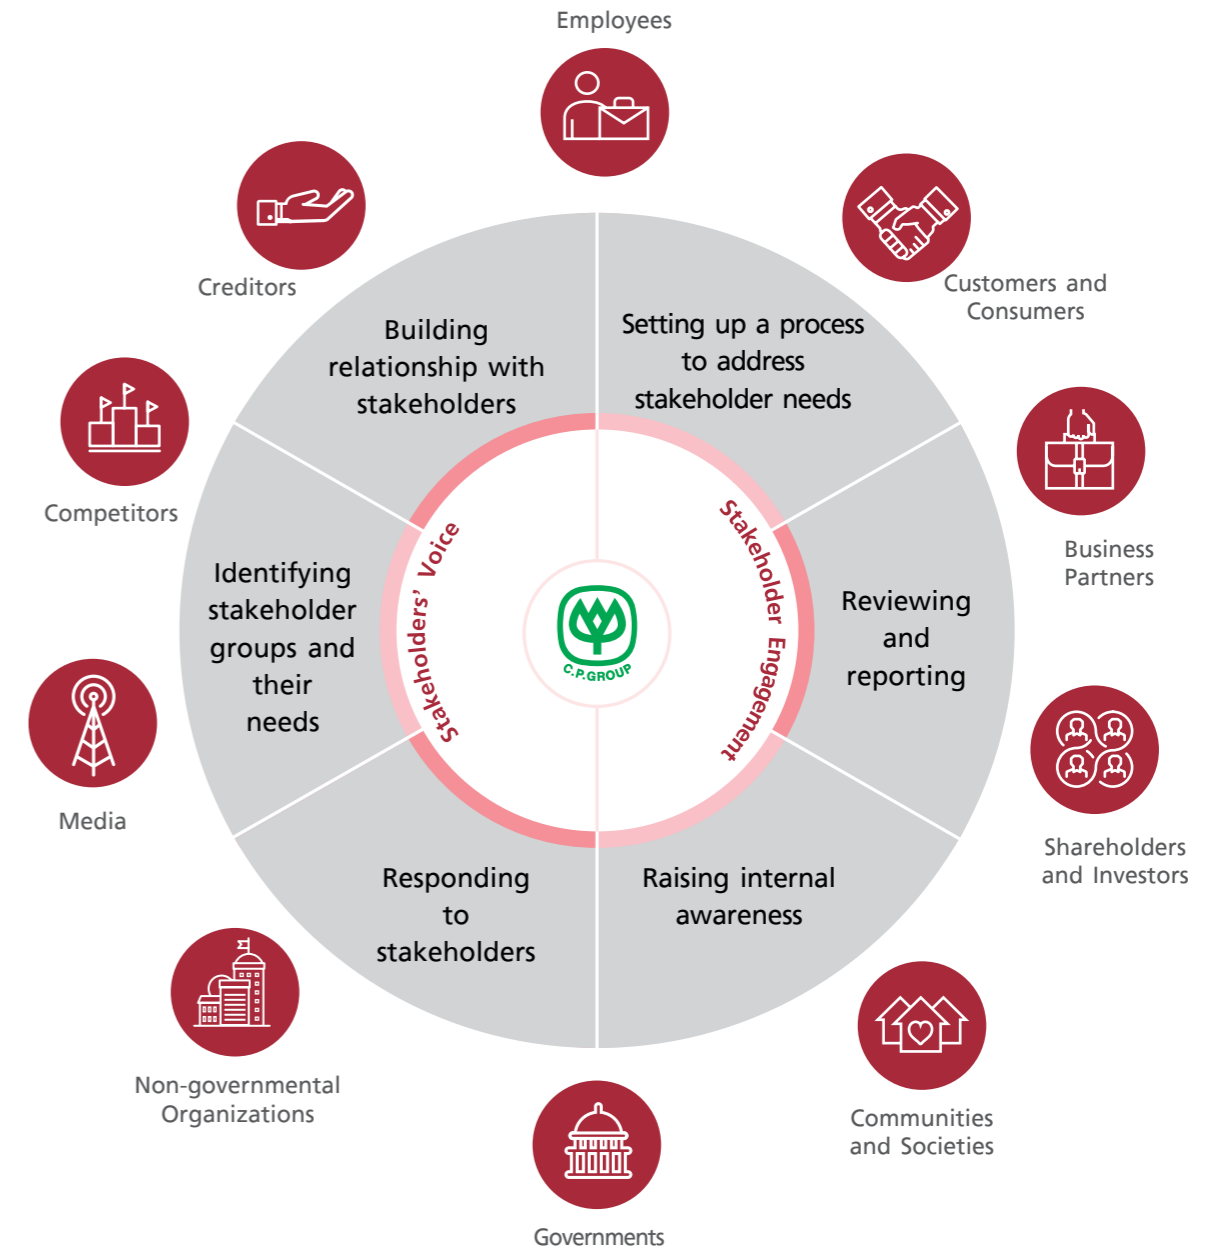 Employees
Creditors
Customers and
Consumers
Building
relationship with
stakeholders
Setting up a process
to address
stakeholder needs
Competitors
Business
Partners
Identifying
stakeholder
groups and
their
needs
Stakeholders' Voice
C.P.GROUP
Stakeholder Engagement
Reviewing
and
reporting
Media
Shareholders
and Investors
Responding
to
stakeholders
Raising internal
awareness
Non-governmental
Organizations
Communities
and Societies
Governments